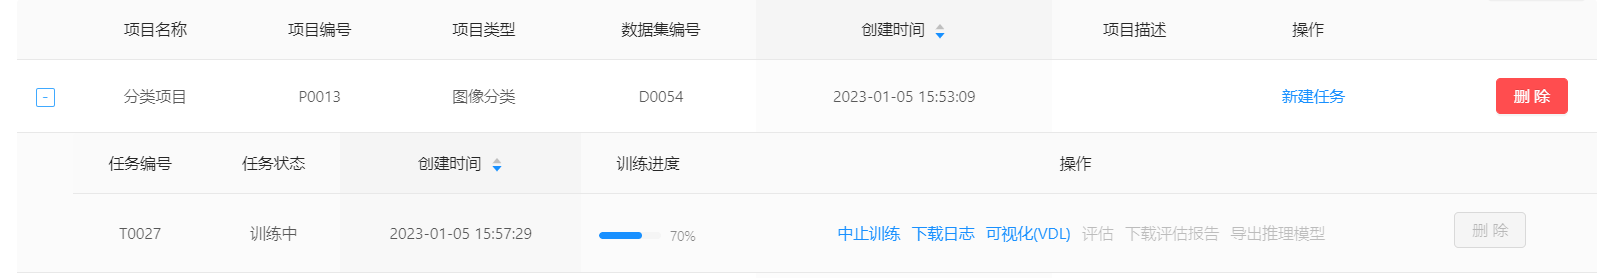 项目名称 项目编号 项目类型 数据集编号 创建时间 项目描述 操作
- 分类项目 P0013 图像分类 D0054 2023-01-05 15:53:09 新建任务 删 除
任务编号 任务状态 创建时间 训练进度 操作
T0027 训练中 2023-01-05 15:57:29 70% 中止训练 下载日志 可视化(VDL) 评估 下载评估报告 导出推理模型 删 除